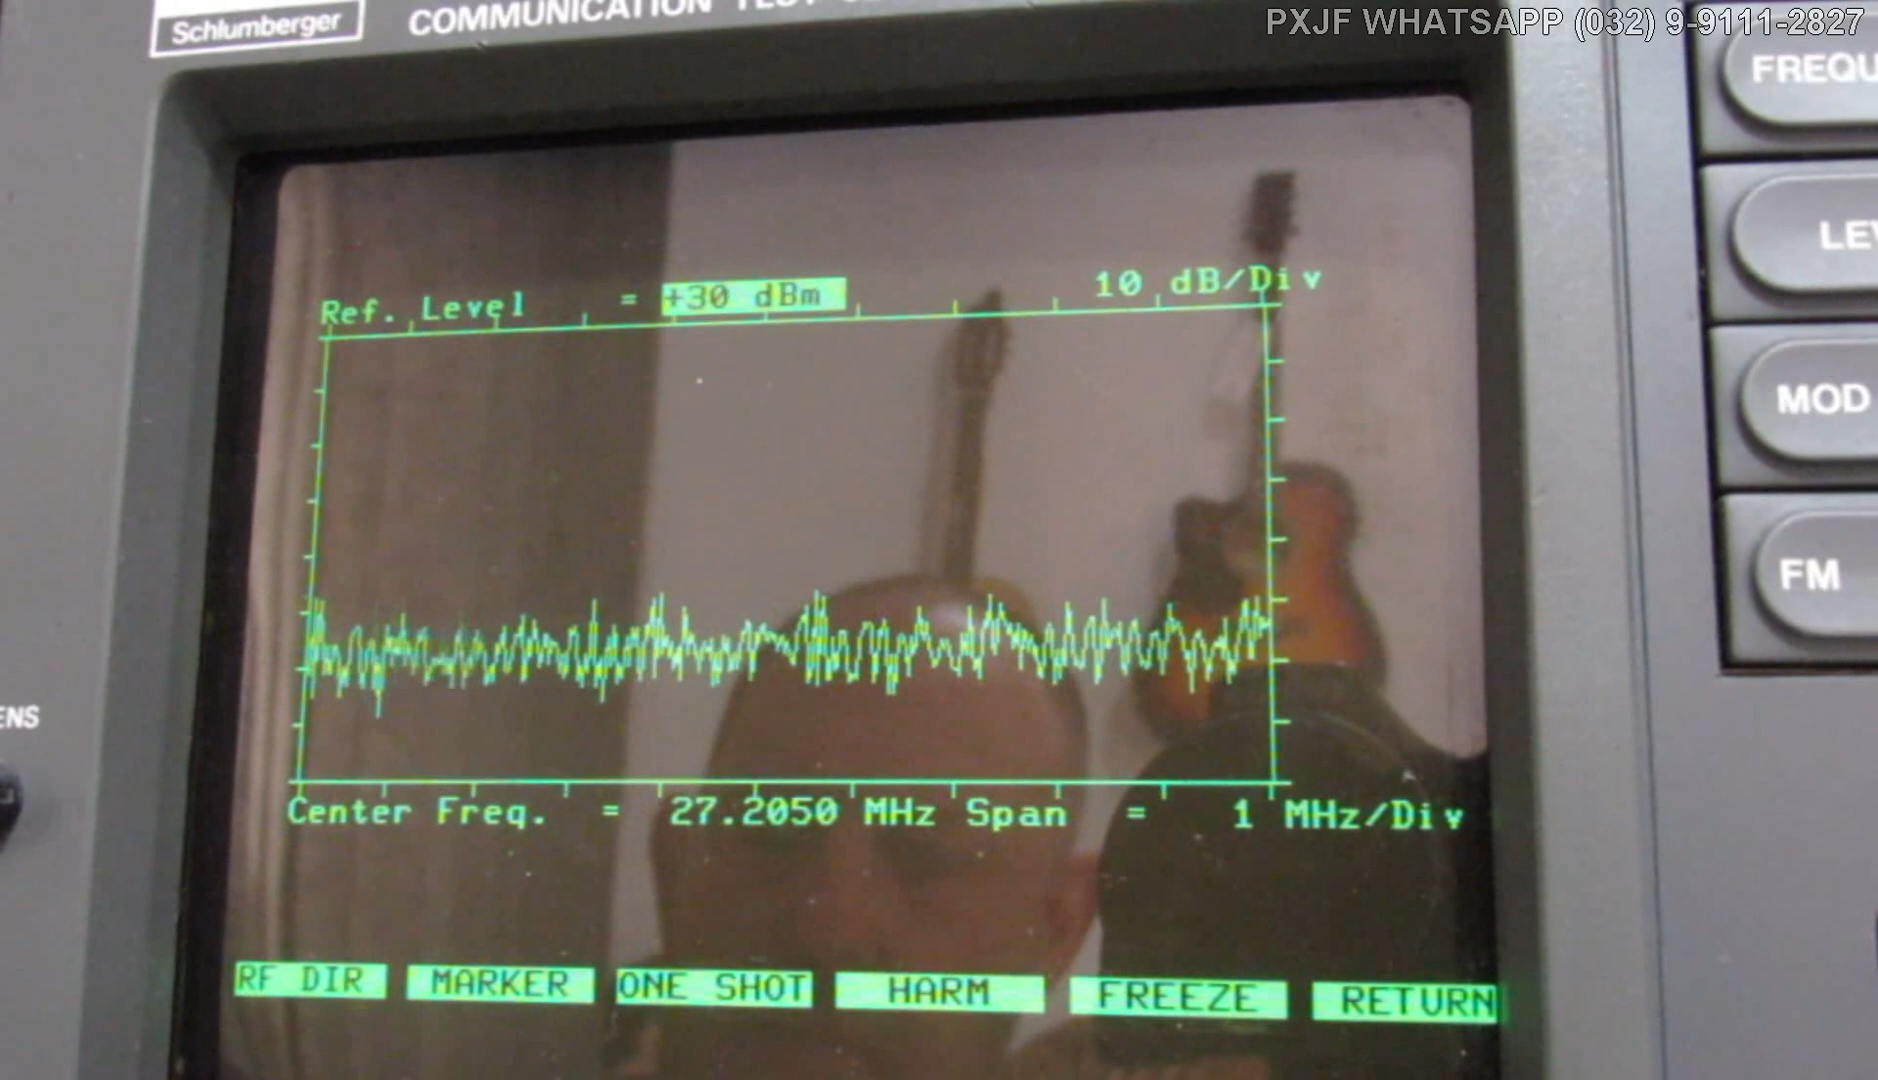 PXJF WHATSAPP (032) 9-9111-2827
Schlumberger
COMMUNICATION TEST
Ref. Level = +30 dBm 10 dB/Div
Center Freq. = 27.2050 MHz Span = 1 MHz/Div
RF DIR MARKER ONE SHOT HARM FREEZE RETURN
FREQU
LEV
MOD
FM
ENS